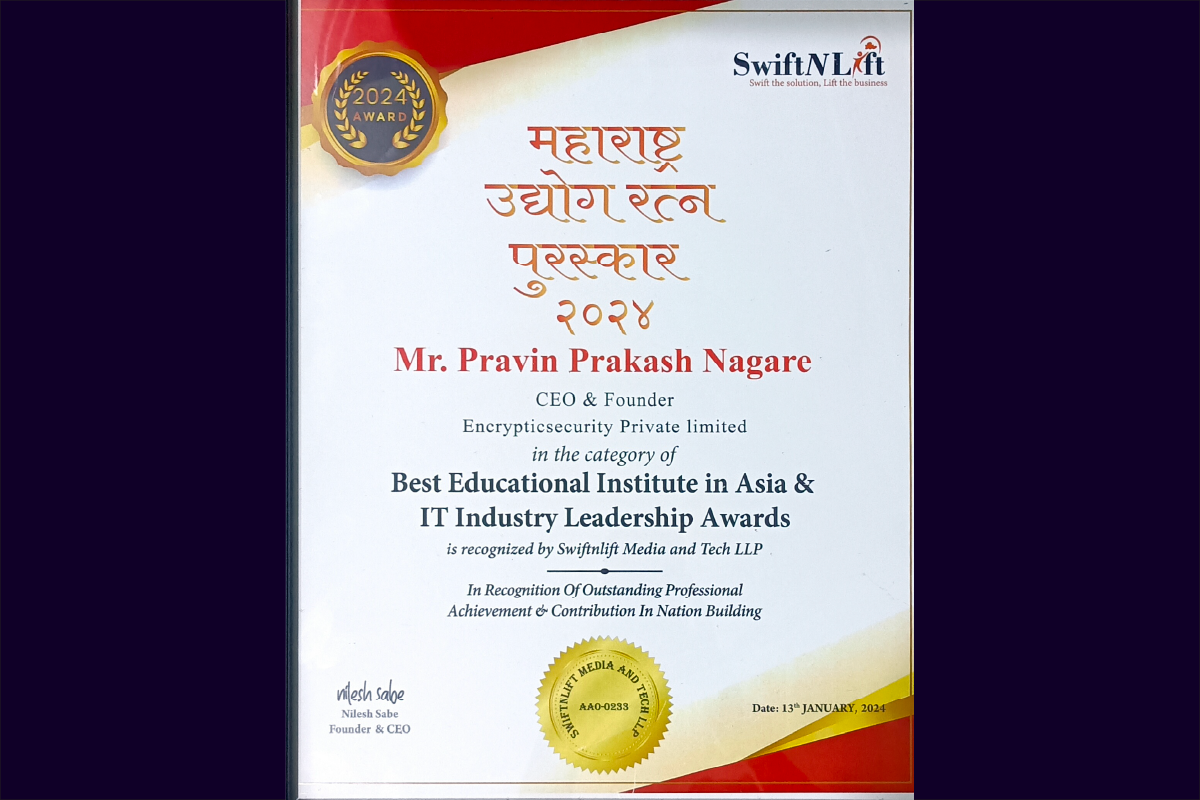 2024
AWARD
SwiftNLift
Swift the solution, Lift the business
महाराष्ट्र
उद्योग रत्न
पुरस्कार
२०२४
Mr. Pravin Prakash Nagare
CEO & Founder
Encrypticsecurity Private limited
in the category of
Best Educational Institute in Asia &
IT Industry Leadership Awards
is recognized by Swiftnlift Media and Tech LLP
In Recognition Of Outstanding Professional
Achievement & Contribution In Nation Building
nilesh sabe
Nilesh Sabe
Founder & CEO
SWIFTALIFT MEDIA AND TECH LLP
AAO-0233
Date: 13th JANUARY, 2024